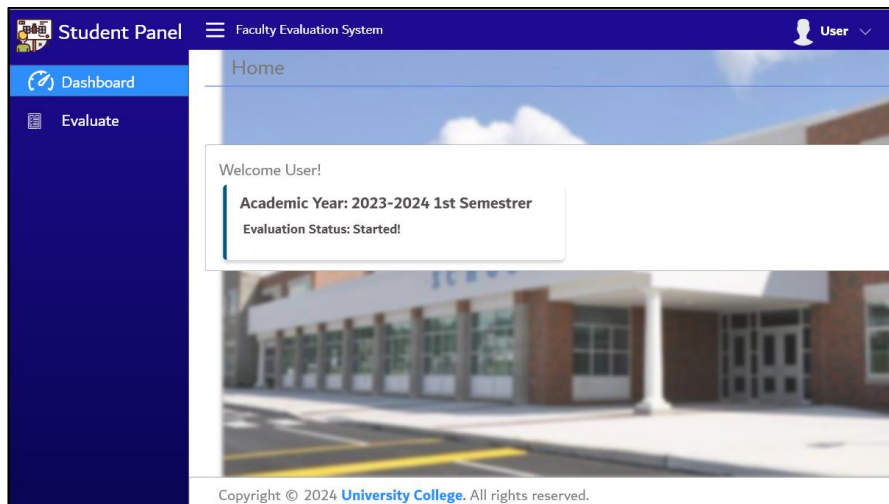 Student Panel
Faculty Evaluation System
User
Dashboard
Evaluate
Home
Welcome User!
Academic Year: 2023-2024 1st Semestrer
Evaluation Status: Started!
Copyright © 2024 University College. All rights reserved.